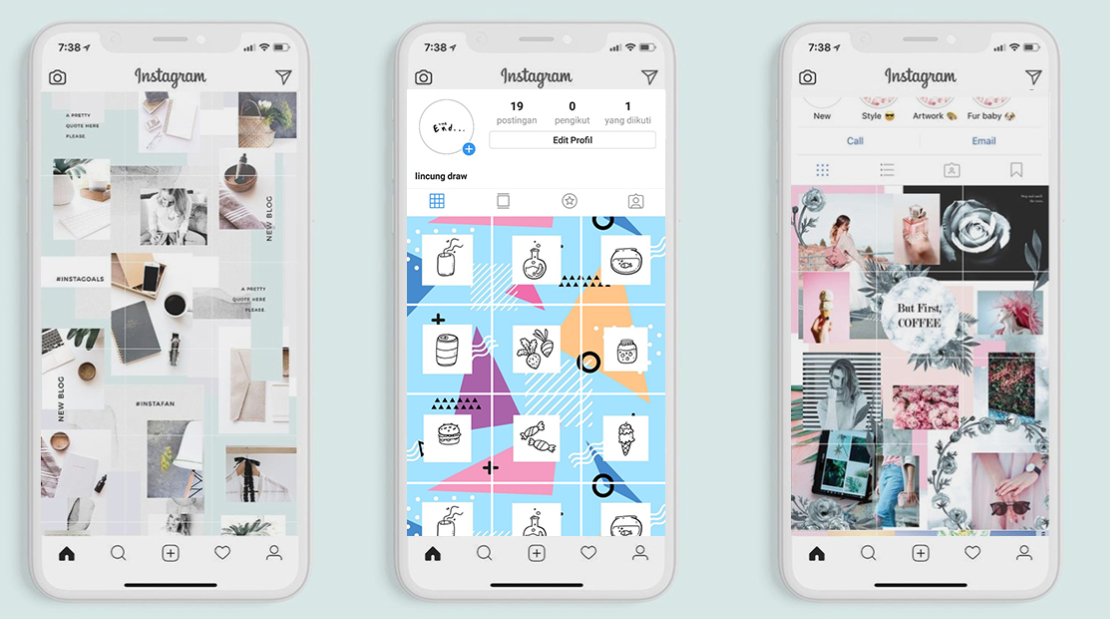 7:38
Instagram
A PRETTY
QUOTE HERE
PLEASE.
NEW BLOG
#INSTAGOALS
A PRETTY
QUOTE HERE
PLEASE.
NEW BLOG
#INSTAFAN
7:38
Instagram
THE
End...
19
0
1
postingan
pengikut
yang diikuti
Edit Profil
lincung draw
7:38
Instagram
New
Style
Artwork
Fur baby
Call
Email
But First,
COFFEE